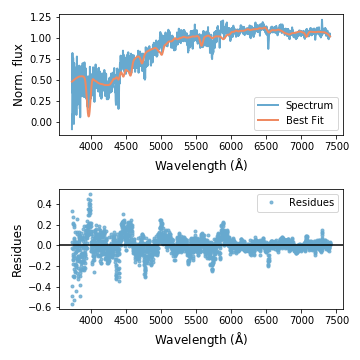 Norm. flux
1.25
1.00
0.75
0.50
0.25
0.00
Spectrum
Best Fit
4000 4500 5000 5500 6000 6500 7000 7500
Wavelength (Å)
Residues
0.4
0.2
0.0
−0.2
−0.4
−0.6
Residues
4000 4500 5000 5500 6000 6500 7000 7500
Wavelength (Å)